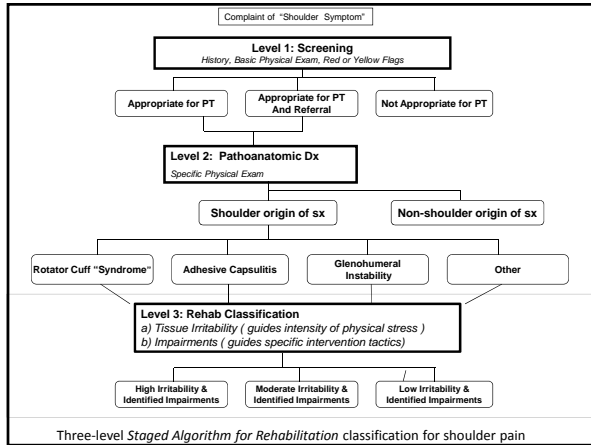 Complaint of "Shoulder Symptom"
Level 1: Screening
History, Basic Physical Exam, Red or Yellow Flags
Appropriate for PT
Appropriate for PT
And Referral
Not Appropriate for PT
Level 2: Pathoanatomic Dx
Specific Physical Exam
Shoulder origin of sx
Non-shoulder origin of sx
Rotator Cuff "Syndrome"
Adhesive Capsulitis
Glenohumeral
Instability
Other
Level 3: Rehab Classification
a) Tissue Irritability ( guides intensity of physical stress )
b) Impairments ( guides specific intervention tactics)
High Irritability &
Identified Impairments
Moderate Irritability &
Identified Impairments
Low Irritability &
Identified Impairments
Three-level Staged Algorithm for Rehabilitation classification for shoulder pain